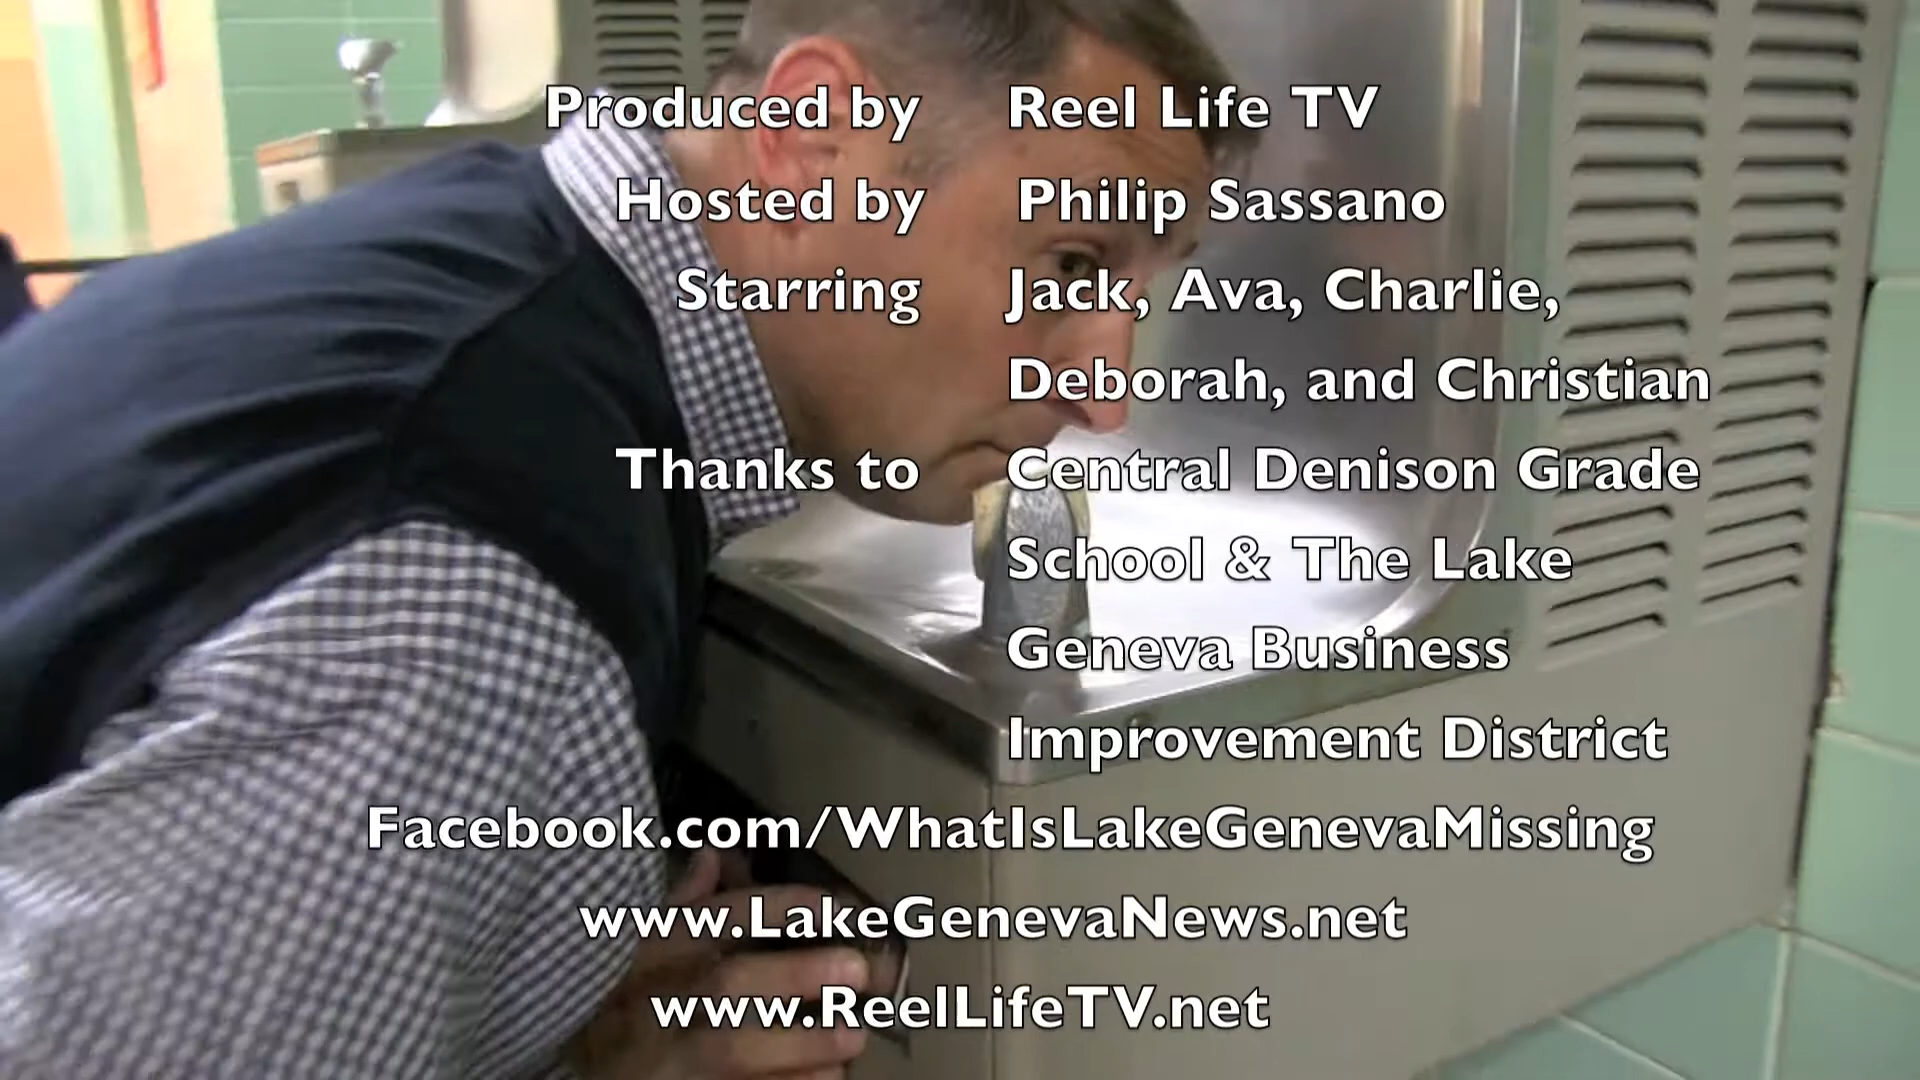 Produced by Reel Life TV
Hosted by Philip Sassano
Starring Jack, Ava, Charlie,
Deborah, and Christian
Thanks to Central Denison Grade
School & The Lake
Geneva Business
Improvement District
Facebook.com/WhatIsLakeGenevaMissing
www.LakeGenevaNews.net
www.ReelLifeTV.net